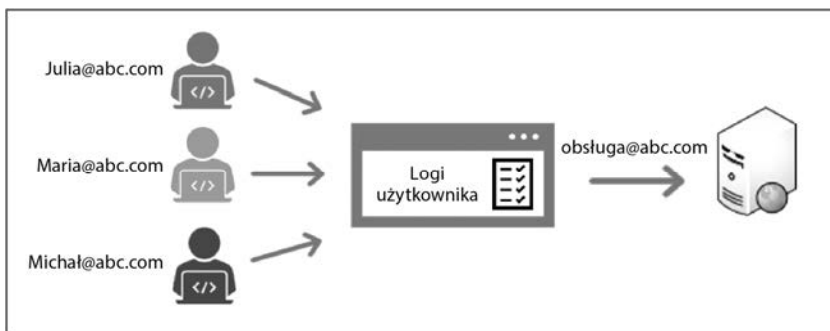 Julia@abc.com
</>
Maria@abc.com
</>
Logi
użytkownika
obsługa@abc.com
Michał@abc.com
</>